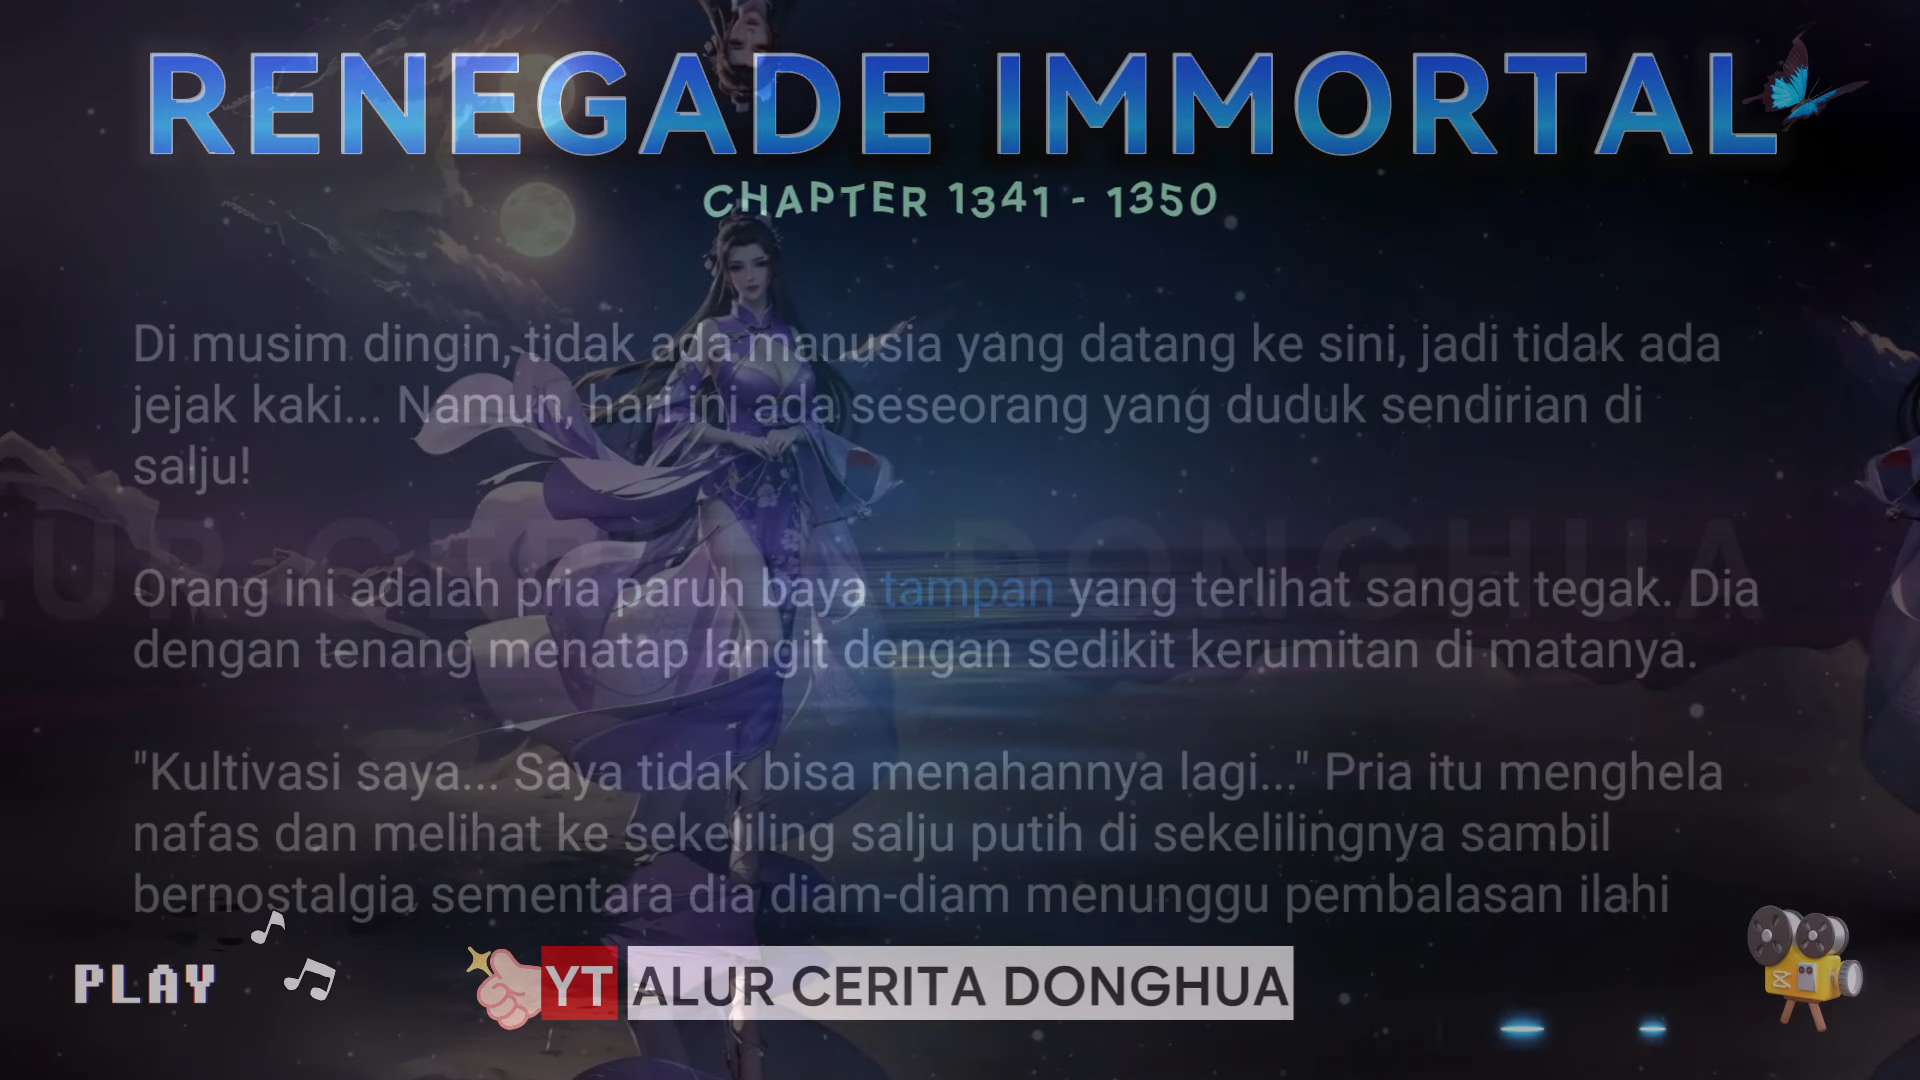 RENEGADE IMMORTAL
CHAPTER 1341 - 1350
Di musim dingin, tidak ada manusia yang datang ke sini, jadi tidak ada
jejak kaki... Namun, hari ini ada seseorang yang duduk sendirian di
salju!
UR CERITA DONGHUA
Orang ini adalah pria paruh baya tampan yang terlihat sangat tegak. Dia
dengan tenang menatap langit dengan sedikit kerumitan di matanya.
"Kultivasi saya... Saya tidak bisa menahannya lagi..." Pria itu menghela
nafas dan melihat ke sekeliling salju putih di sekelilingnya sambil
bernostalgia sementara dia diam-diam menunggu pembalasan ilahi
PLAY
YT ALUR CERITA DONGHUA